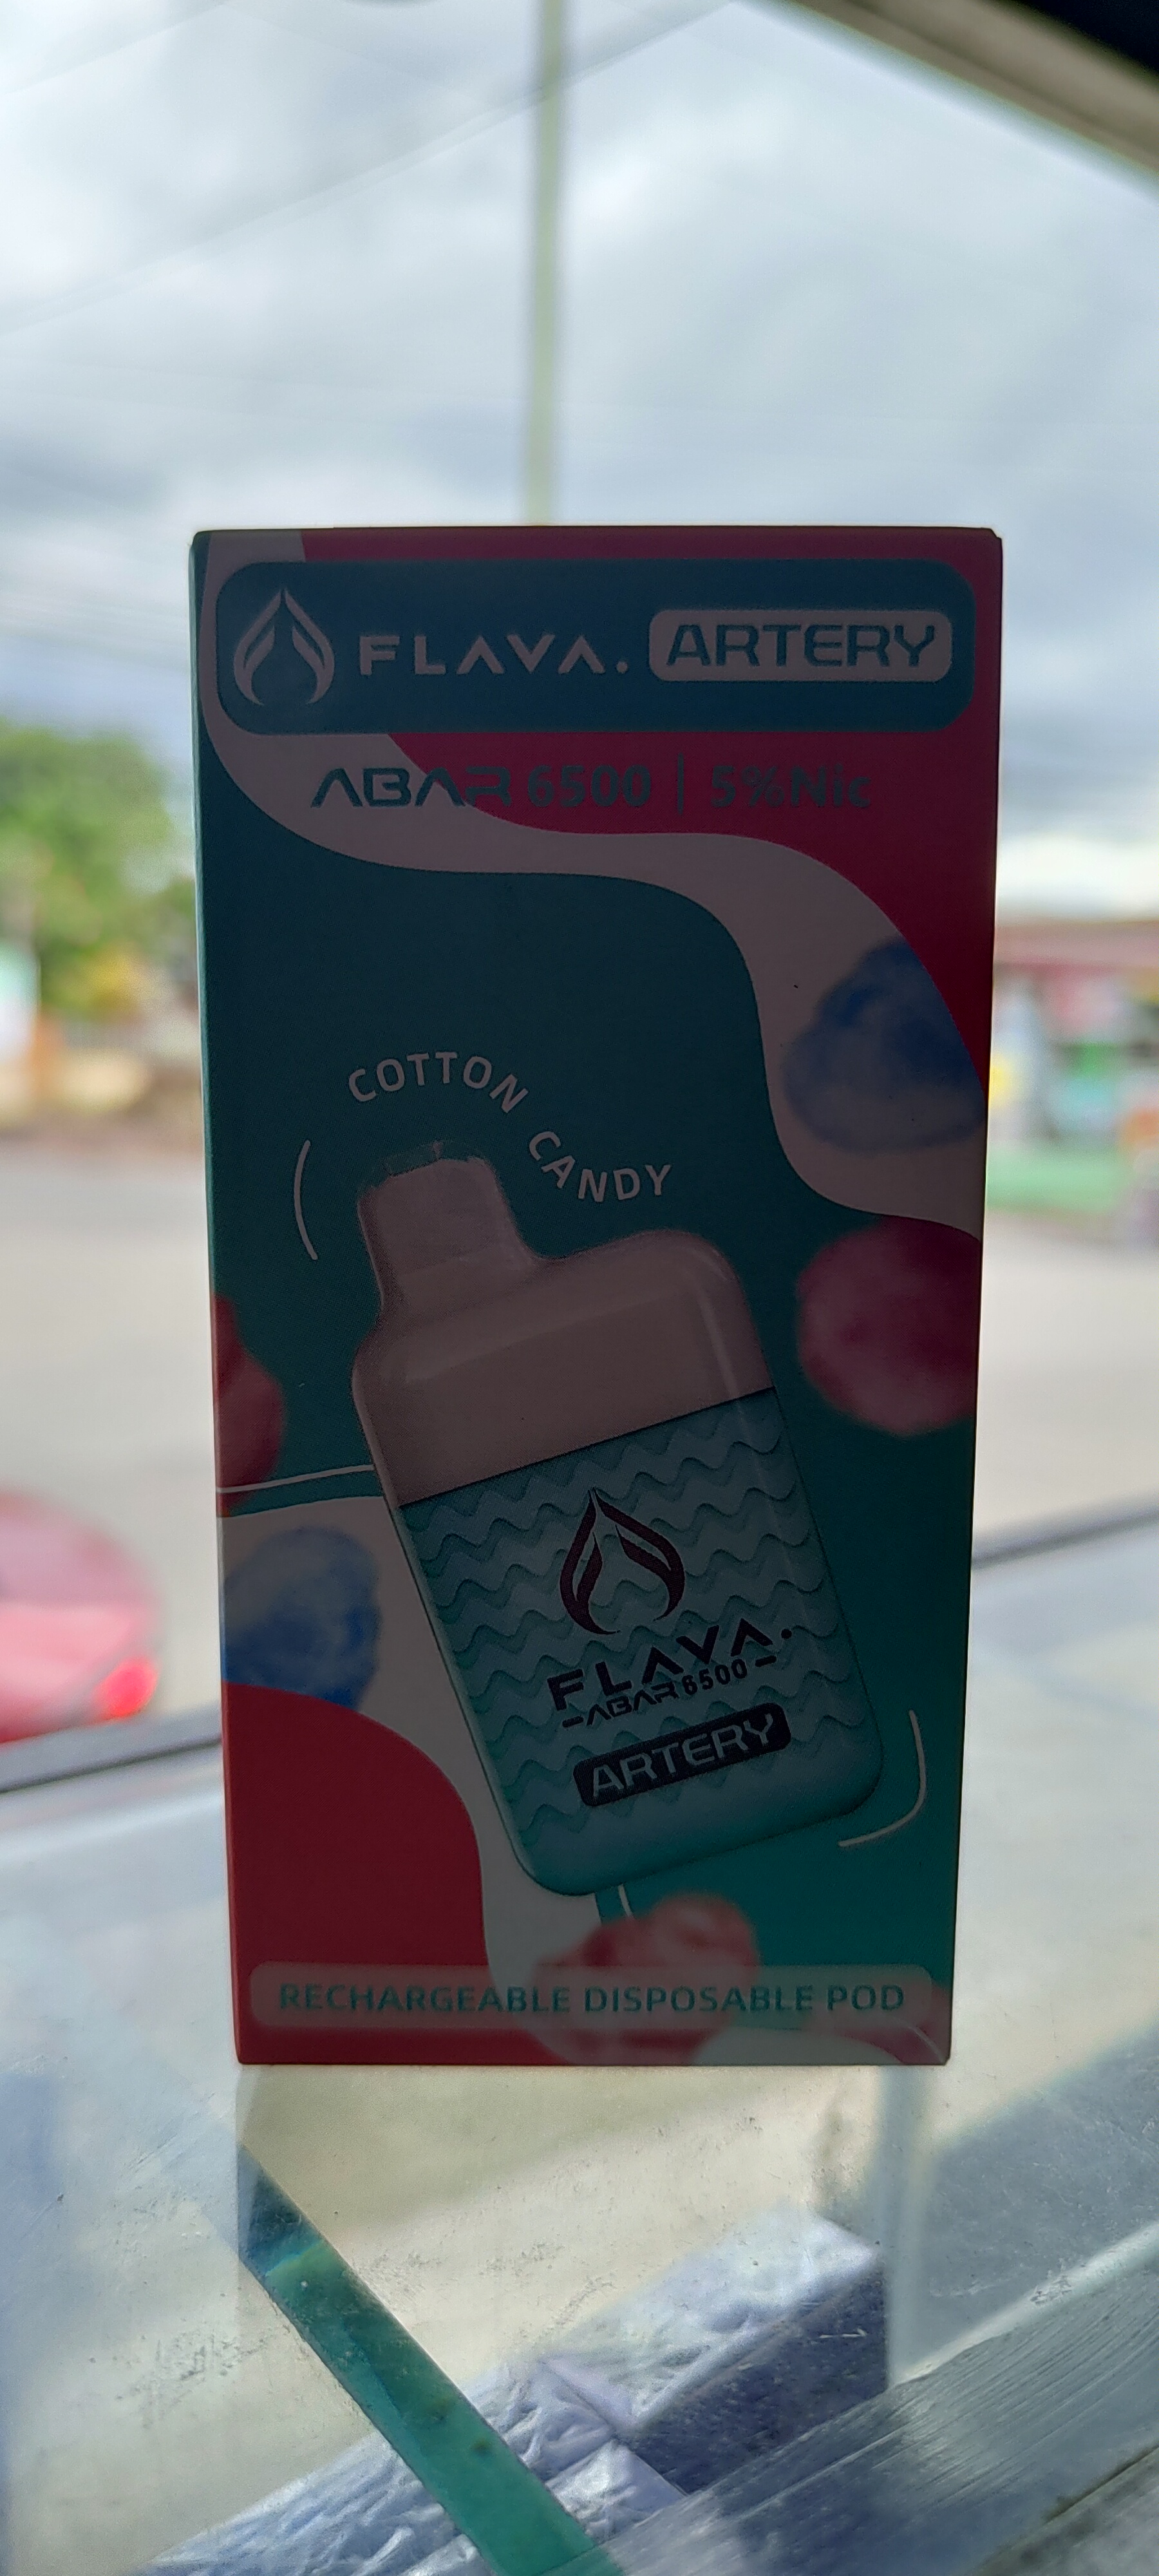 FLAVA. ARTERY
ABAR 6500 | 5%Nic
COTTON CANDY
FLAVA.
ABAR 6500
ARTERY
RECHARGEABLE DISPOSABLE POD